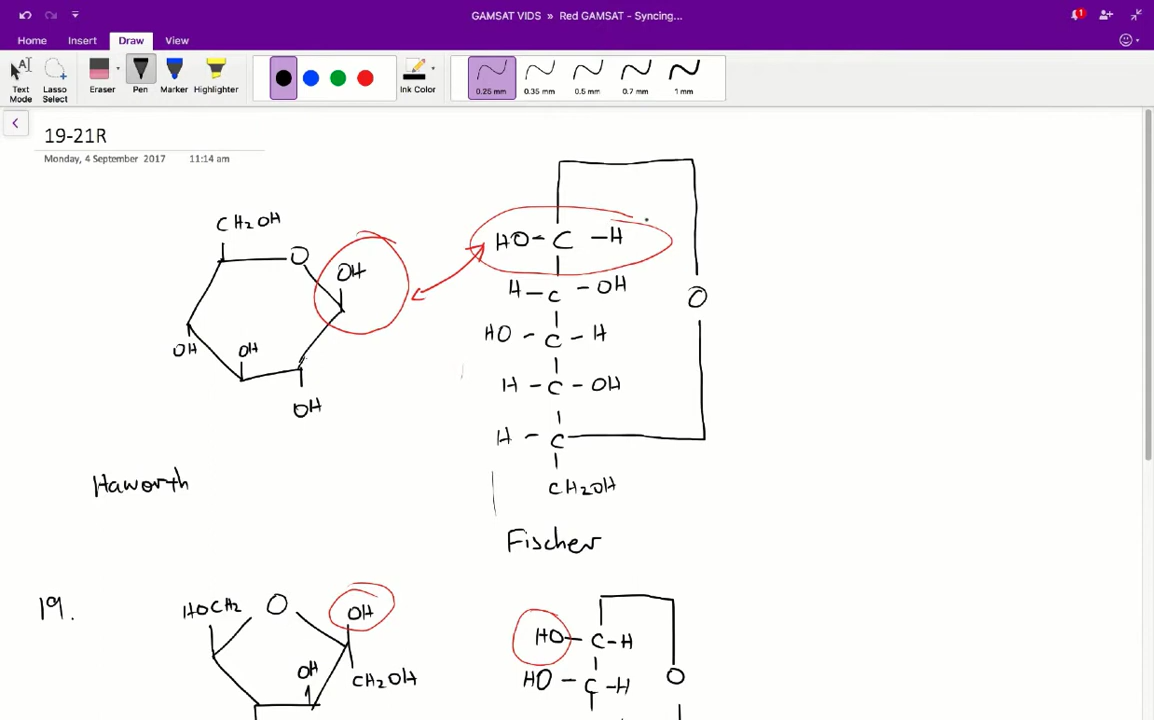 GAMSAT VIDS » Red GAMSAT - Syncing...
1
Home Insert Draw View
Text Mode
Lasso Select
Eraser
Pen
Marker
Highlighter
Ink Color
0.25 mm
0.35 mm
0.5 mm
0.7 mm
1 mm
19-21R
Monday, 4 September 2017 11:14 am
CH2OH
O
OH
OH
OH
OH
Haworth
HO - C - H
H - C - OH
HO - C - H
H - C - OH
H - C
CH2OH
O
Fischer
19.
HOCH2 O OH
OH CH2OH
HO - C - H
HO - C - H
O